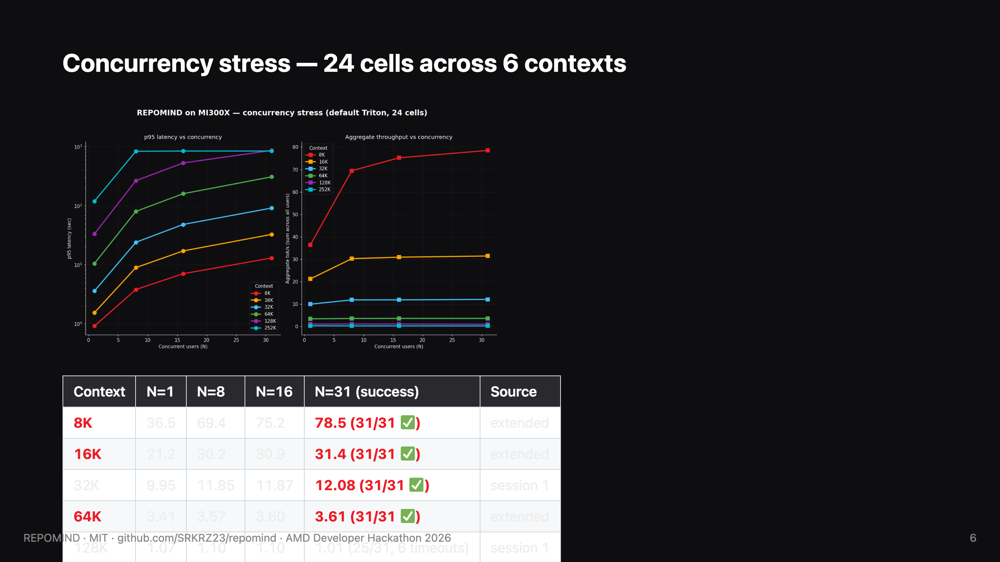 Concurrency stress — 24 cells across 6 contexts
REPOMIND on MI300X — concurrency stress (default Triton, 24 cells)
p95 latency vs concurrency
p95 latency (sec)
10³
10²
10¹
10⁰
0 5 10 15 20 25 30
Concurrent users (N)
Context
8K
16K
32K
64K
128K
252K
Aggregate throughput vs concurrency
Aggregate tok/s (sum across all users)
80
70
60
50
40
30
20
10
0
0 5 10 15 20 25 30
Concurrent users (N)
Context
8K
16K
32K
64K
128K
252K
Context N=1 N=8 N=16 N=31 (success) Source
8K 36.5 69.4 75.2 78.5 (31/31 ✅) extended
16K 21.2 30.2 30.9 31.4 (31/31 ✅) extended
32K 9.95 11.85 11.87 12.08 (31/31 ✅) session 1
64K 3.41 3.57 3.60 3.61 (31/31 ✅) extended
128K 1.07 1.10 1.10 1.01 (25/31, 6 timeouts) session 1
REPOMIND · MIT · github.com/SRKRZ23/repomind · AMD Developer Hackathon 2026
6